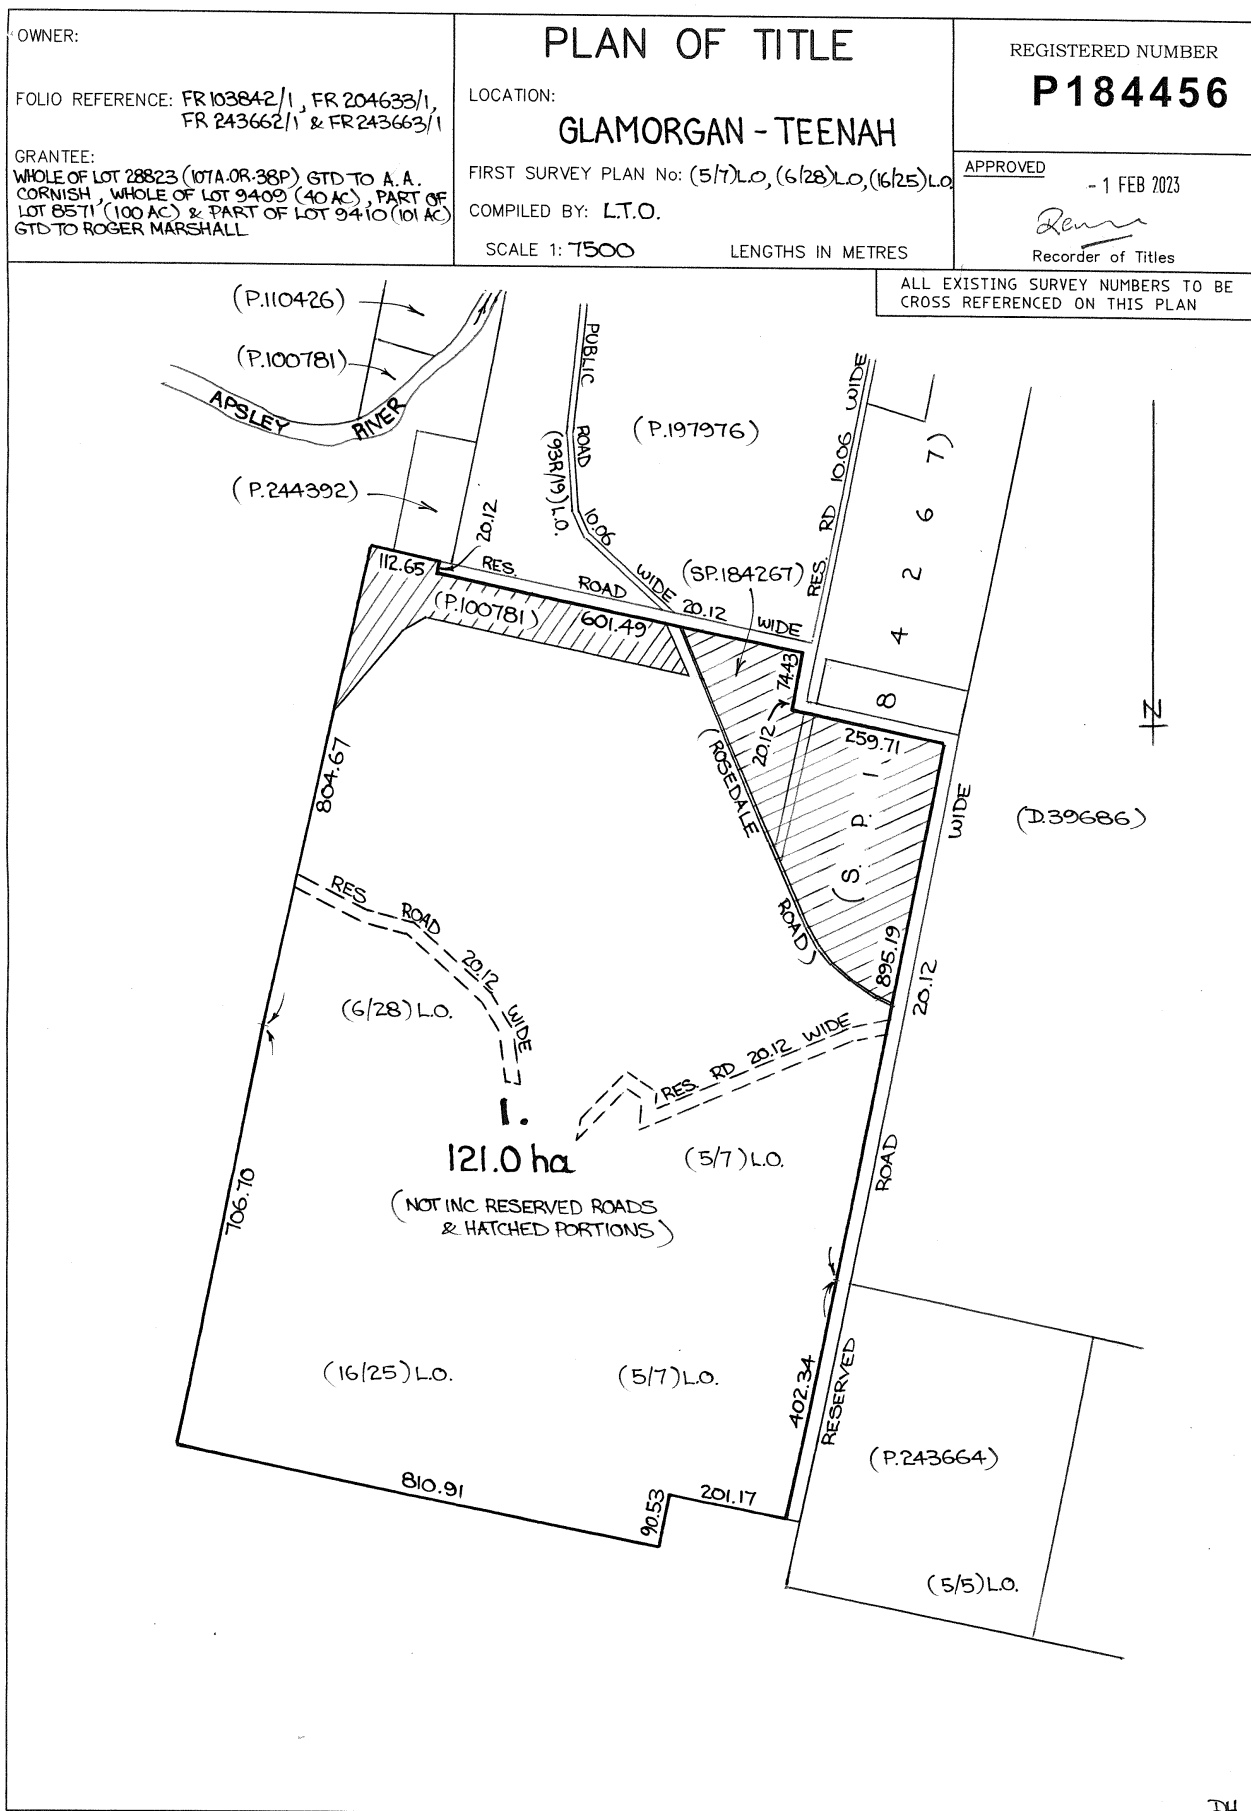 OWNER:
FOLIO REFERENCE: FR 103842/1, FR 204633/1,
FR 243662/1 & FR 243663/1
GRANTEE:
WHOLE OF LOT 28823 (107A.0R.38P) GTD TO A. A.
CORNISH, WHOLE OF LOT 9409 (40 AC), PART OF
LOT 8571 (100 AC) & PART OF LOT 9410 (101 AC)
GTD TO ROGER MARSHALL
PLAN OF TITLE
LOCATION:
GLAMORGAN - TEENAH
FIRST SURVEY PLAN No: (5/7)L.O, (6/28)L.O, (16/25)L.O
COMPILED BY: L.T.O.
SCALE 1: 7500 LENGTHS IN METRES
REGISTERED NUMBER
P184456
APPROVED
- 1 FEB 2023
Recorder of Titles
ALL EXISTING SURVEY NUMBERS TO BE
CROSS REFERENCED ON THIS PLAN
(P.110426)
(P.100781)
APSLEY RIVER
(P.244392)
20.12
PUBLIC ROAD 10.06 WIDE
(93R/19)L.O.
(P.197976)
RES. RD 10.06 WIDE
(SP.184267)
112.65
RES. ROAD 20.12 WIDE
(P.100781)
601.49
74.43
20.12
8
259.71
(S. P. 1 8 4 2 6 7)
N
(D.39686)
804.67
(ROSEDALE ROAD)
WIDE
895.19
20.12
RES ROAD 20.12 WIDE
(6/28)L.O.
RES. RD 20.12 WIDE
1.
121.0 ha
(NOT INC RESERVED ROADS
& HATCHED PORTIONS)
(5/7)L.O.
ROAD
706.70
(16/25)L.O.
(5/7)L.O.
402.34
RESERVED
(P.243664)
810.91
90.53
201.17
(5/5)L.O.
DH